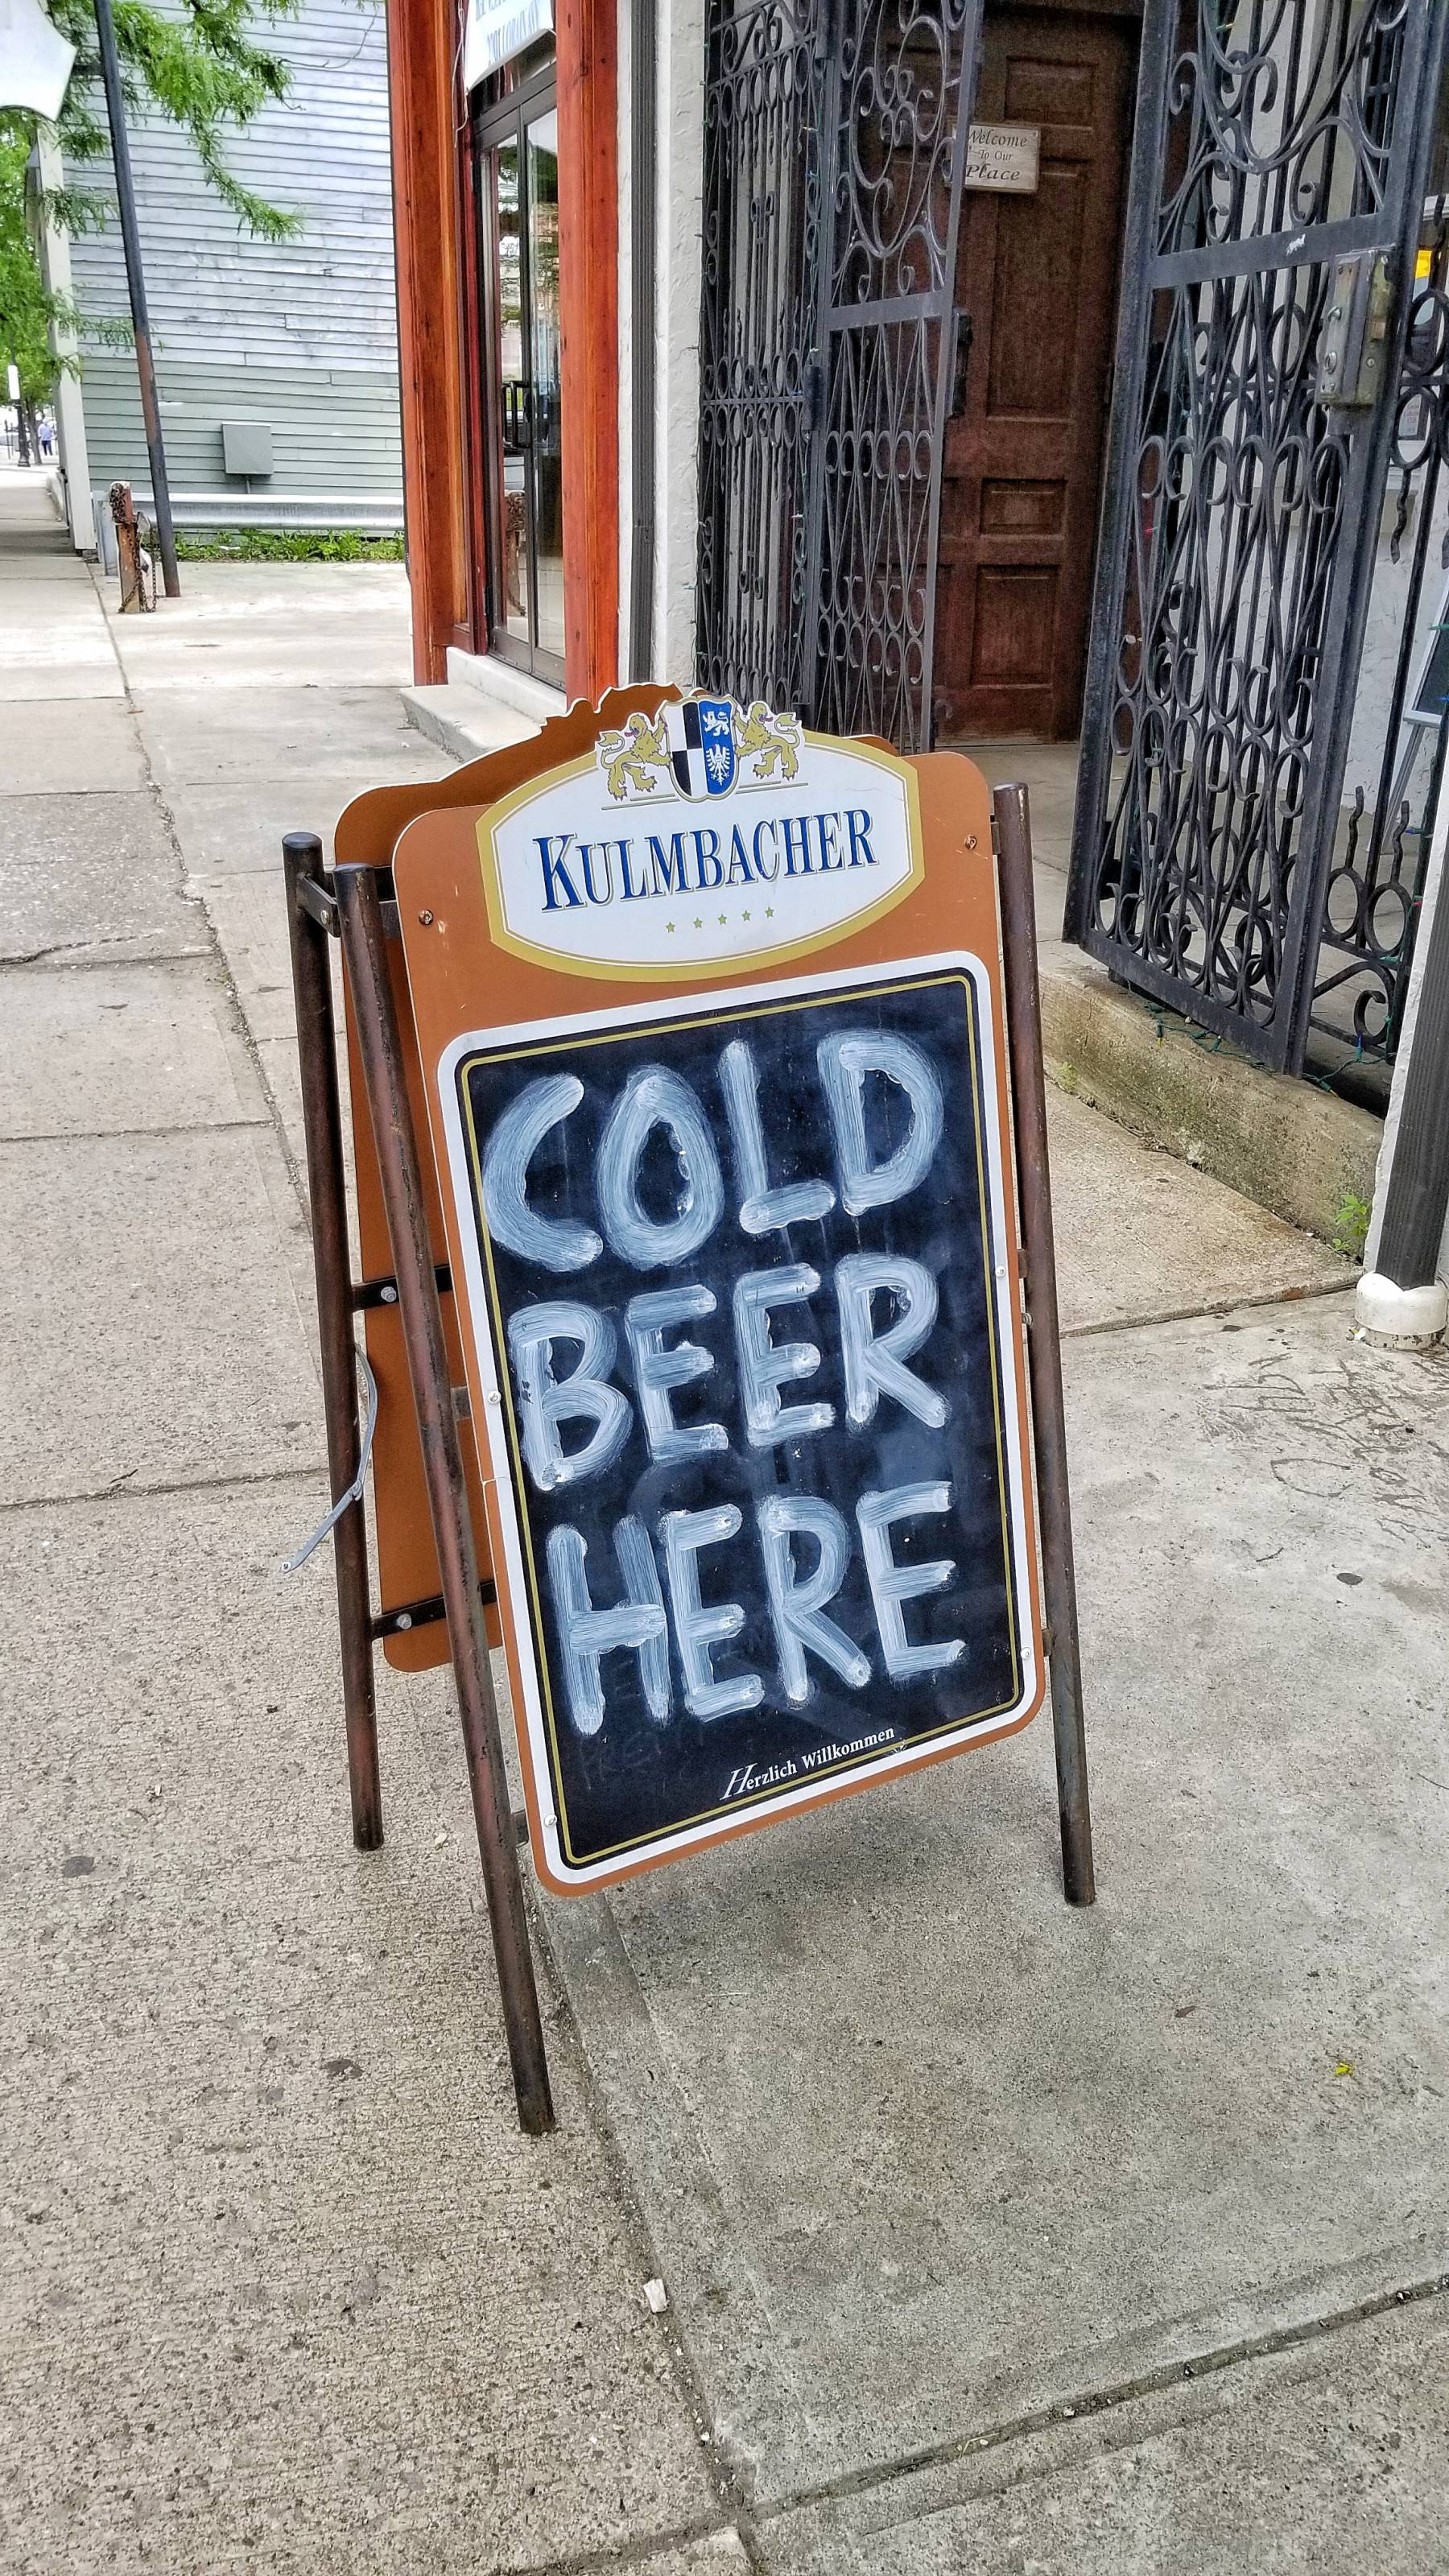 Welcome
To Our
Place
KULMBACHER
COLD
BEER
HERE
Herzlich Willkommen